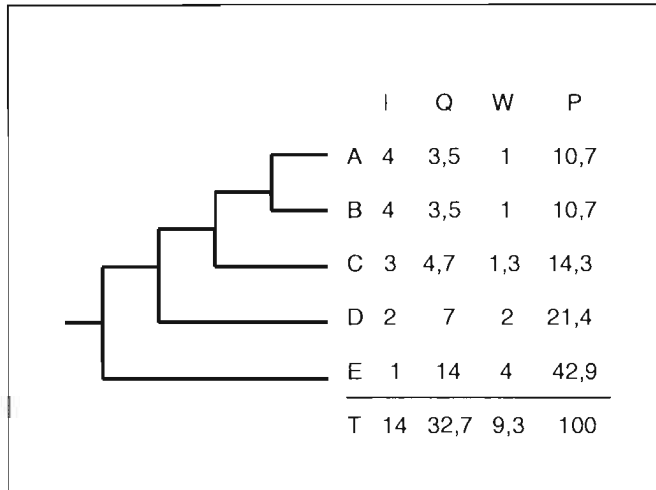 I Q W P
A 4 3,5 1 10,7
B 4 3,5 1 10,7
C 3 4,7 1,3 14,3
D 2 7 2 21,4
E 1 14 4 42,9
T 14 32,7 9,3 100